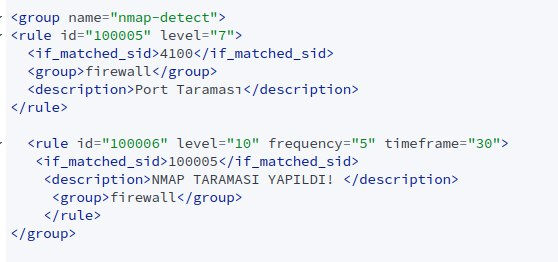 <group name="nmap-detect">
<rule id="100005" level="7">
<if_matched_sid>4100</if_matched_sid>
<group>firewall</group>
<description>Port Taraması</description>
</rule>
<rule id="100006" level="10" frequency="5" timeframe="30">
<if_matched_sid>100005</if_matched_sid>
<description>NMAP TARAMASI YAPILDI! </description>
<group>firewall</group>
</rule>
</group>